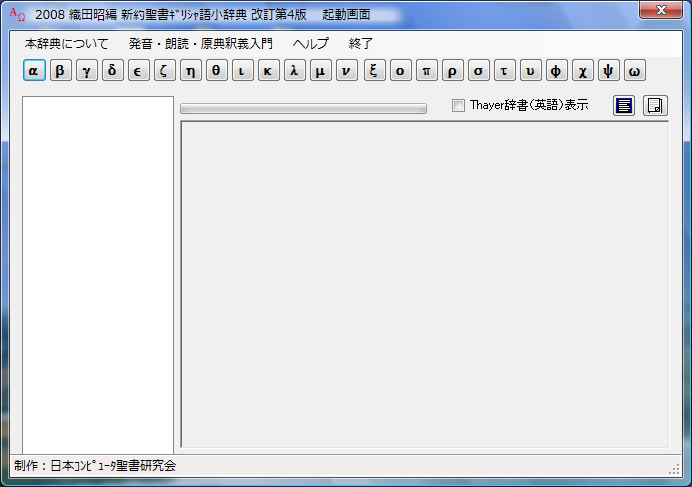 ΑΩ 2008 織田昭編 新約聖書ｷﾞﾘｼｬ語小辞典 改訂第4版 起動画面 x
本辞典について 発音・朗読・原典釈義入門 ヘルプ 終了
α β γ δ ϵ ζ η θ ι κ λ μ ν ξ ο π ρ σ τ υ φ χ ψ ω
Thayer辞書(英語)表示
制作：日本ｺﾝﾋﾟｭｰﾀ聖書研究会